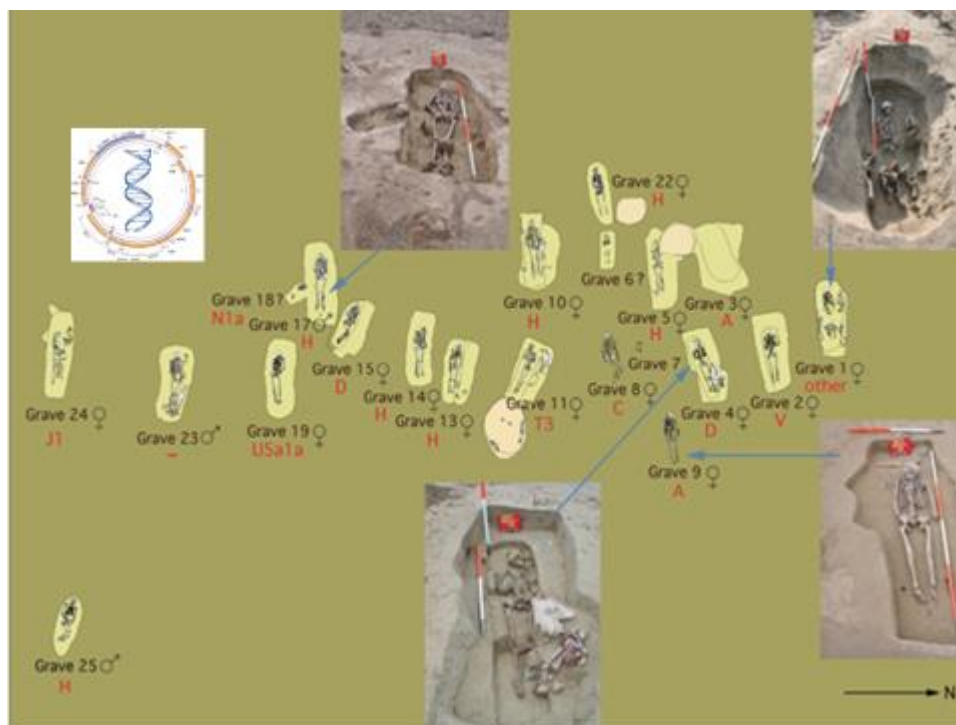 Grave 22 ♀
H
Grave 6 ?
Grave 18?
N1a
Grave 17 ♂
H
Grave 10 ♀
H
Grave 5 ♀
H
Grave 3 ♀
A
Grave 15 ♀
D
Grave 14 ♀
H
Grave 13 ♀
H
Grave 11 ♀
T3
Grave 7
Grave 8 ♀
C
Grave 4 ♀
D
Grave 2 ♀
V
Grave 1 ♀
other
Grave 24 ♀
J1
Grave 23 ♂
Grave 19 ♀
U5a1a
Grave 9 ♀
A
Grave 25 ♂
H
N